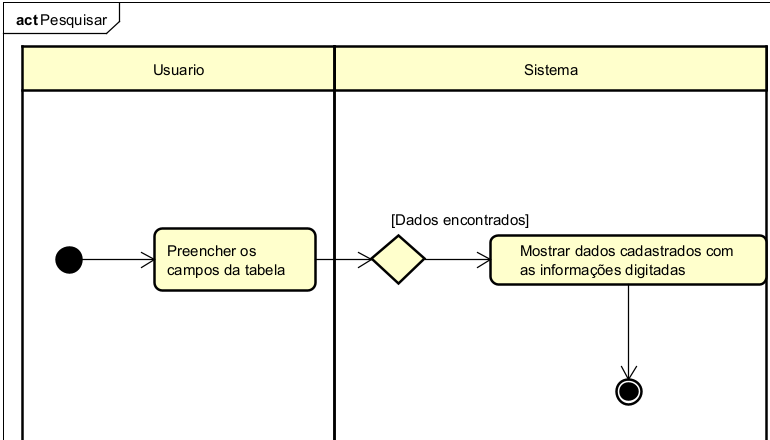 act Pesquisar
Usuario
Sistema
[Dados encontrados]
Preencher os
campos da tabela
Mostrar dados cadastrados com
as informações digitadas